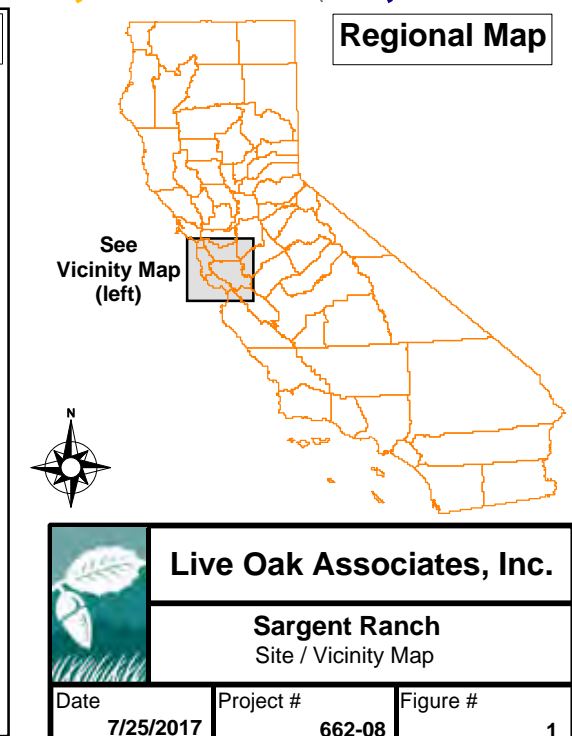 Regional Map
See
Vicinity Map
(left)
N
Live Oak Associates, Inc.
Sargent Ranch
Site / Vicinity Map
Date Project # Figure #
7/25/2017 662-08 1